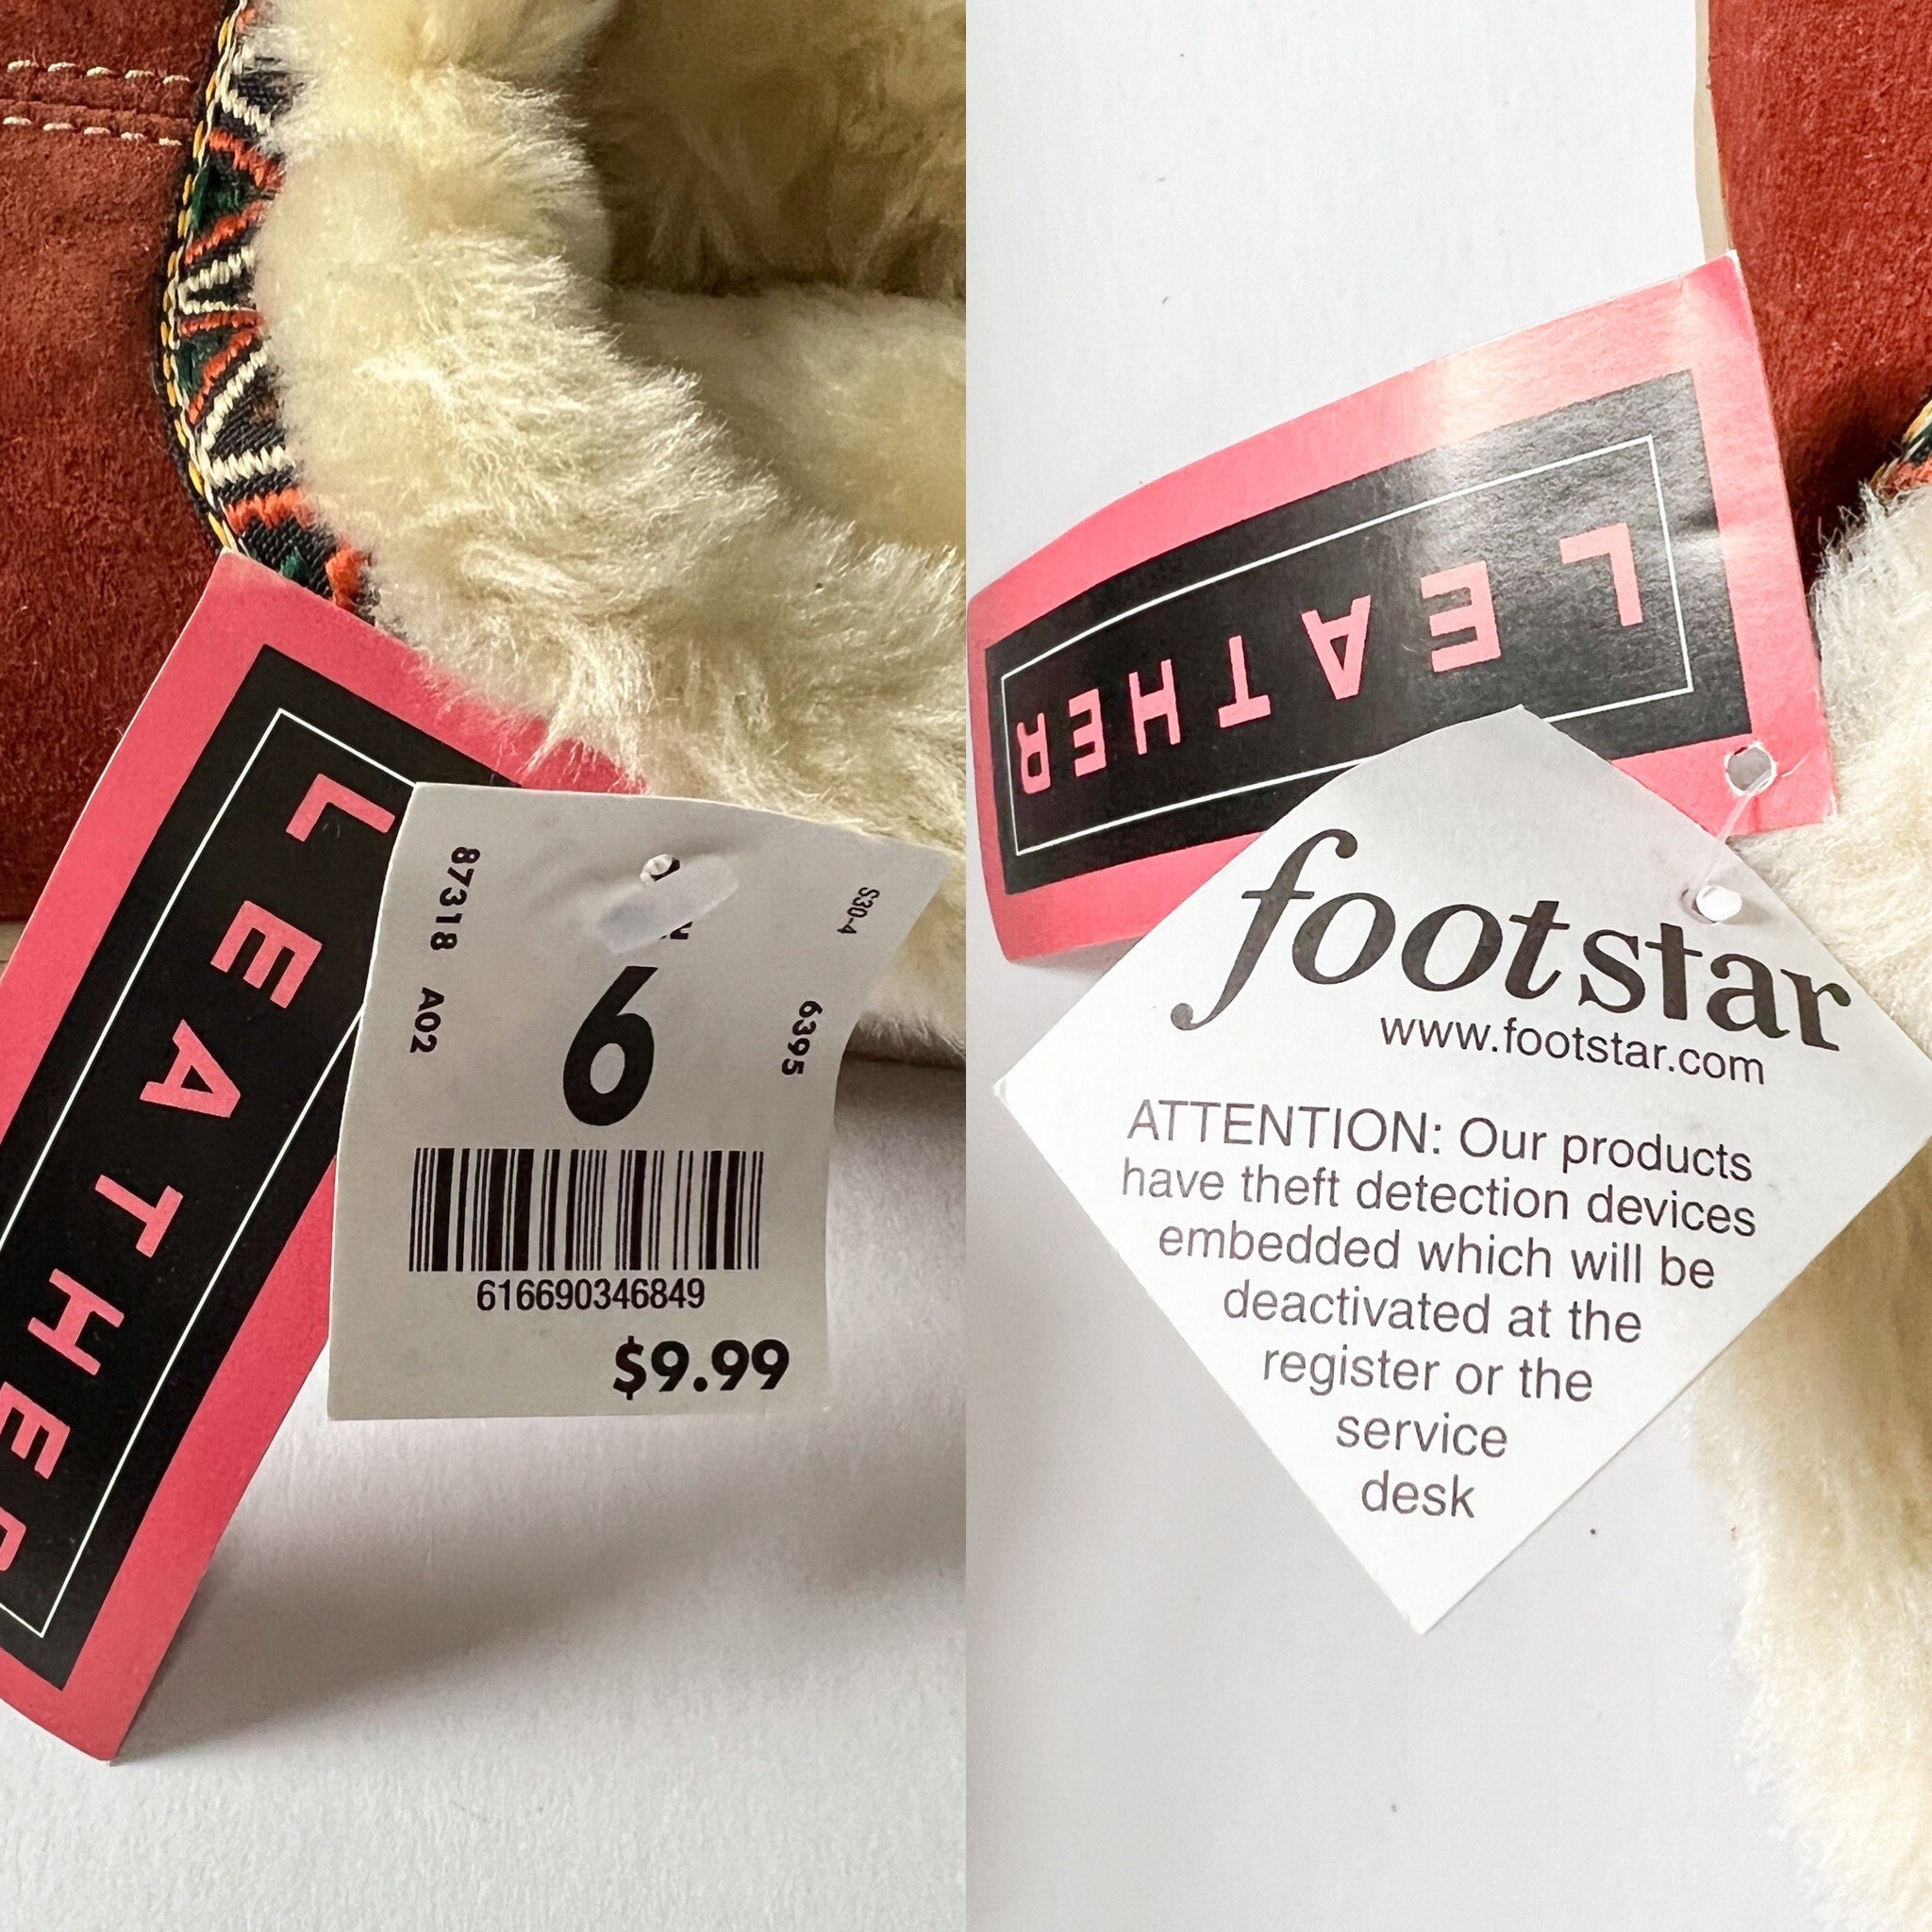 LEATHER
87318 A02
S30-4
6395
6
616690346849
$9.99
LEATHER
footstar
www.footstar.com
ATTENTION: Our products
have theft detection devices
embedded which will be
deactivated at the
register or the
service
desk